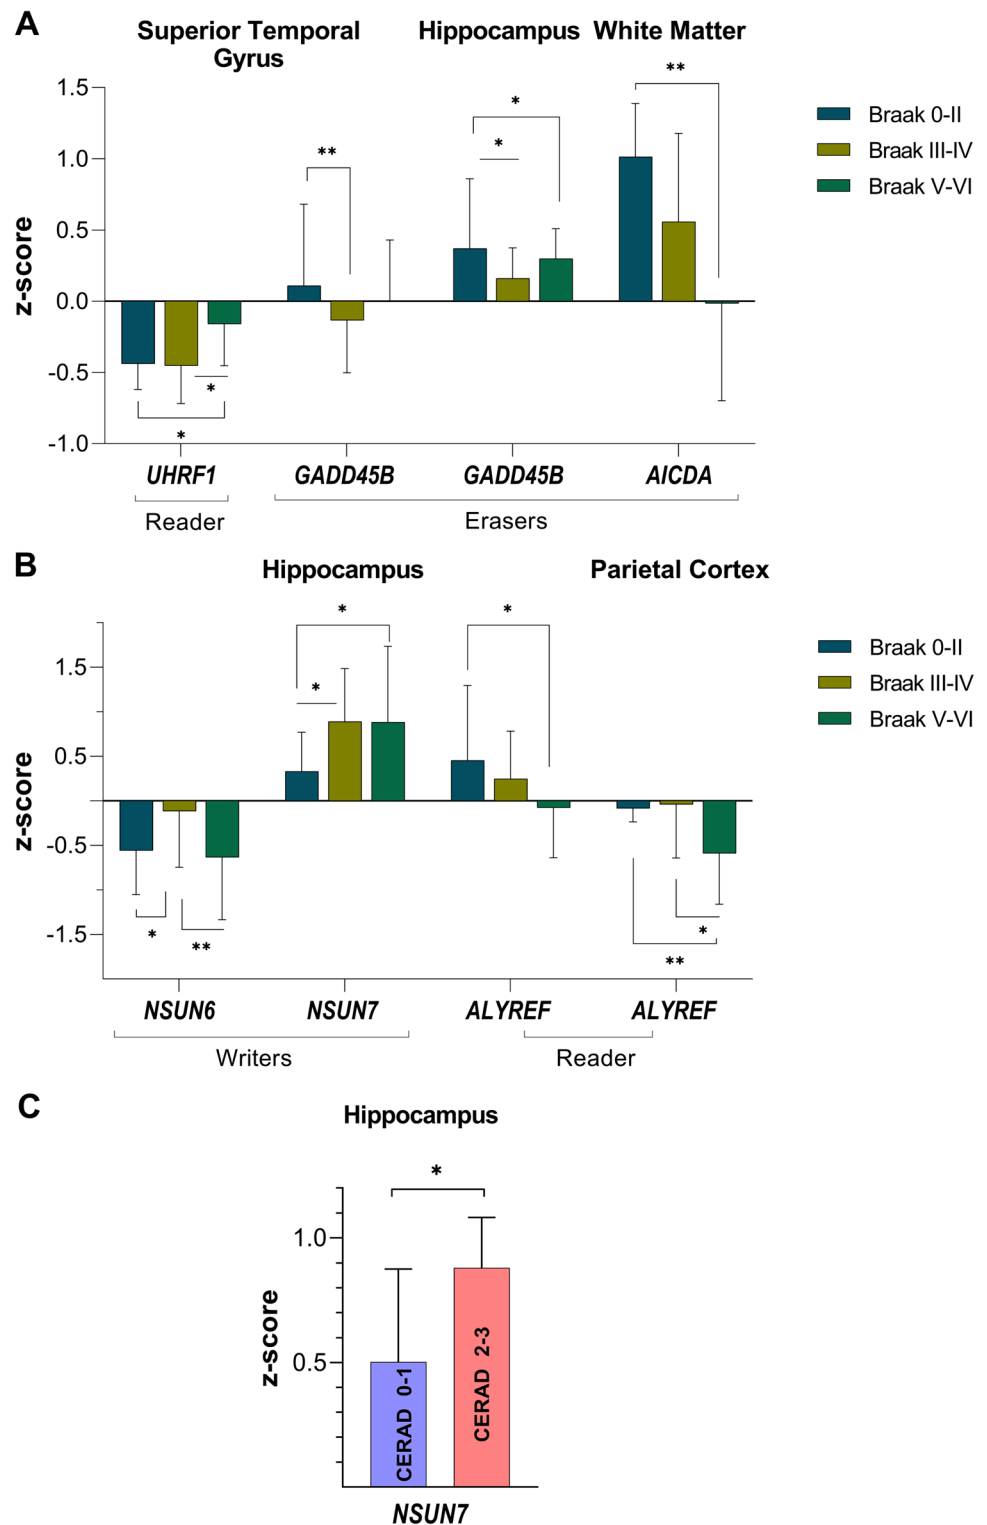 A
Superior Temporal Gyrus
Hippocampus
White Matter
**
*
*
**
1.5
1.0
0.5
0.0
-0.5
-1.0
z-score
*
*
Braak 0-II
Braak III-IV
Braak V-VI
UHRF1
GADD45B
GADD45B
AICDA
Reader
Erasers
B
Hippocampus
Parietal Cortex
*
*
*
1.5
0.5
-0.5
-1.5
z-score
*
**
*
**
Braak 0-II
Braak III-IV
Braak V-VI
NSUN6
NSUN7
ALYREF
ALYREF
Writers
Reader
C
Hippocampus
*
1.0
0.5
z-score
CERAD 0-1
CERAD 2-3
NSUN7